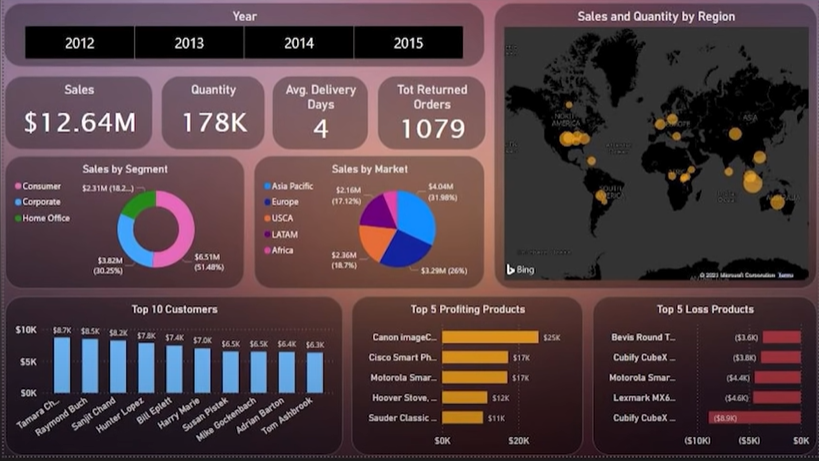 Year
2012 2013 2014 2015
Sales
$12.64M
Quantity
178K
Avg. Delivery
Days
4
Tot Returned
Orders
1079
Sales and Quantity by Region
NORTH
AMERICA
ASIA
SOUTH
Bing
© 2023 Microsoft Corporation Terms
Sales by Segment
Consumer
Corporate
Home Office
$2.31M (18.2...)
$3.82M
(30.25%)
$6.51M
(51.48%)
Sales by Market
Asia Pacific
Europe
USCA
LATAM
Africa
$2.16M
(17.12%)
$4.04M
(31.98%)
$2.36M
(18.7%)
$3.29M (26%)
Top 10 Customers
$10K
$5K
$0K
$8.7K $8.5K $8.2K $7.8K $7.4K $7.0K $6.5K $6.5K $6.4K $6.3K
Tamara Ch... Raymond Buch Sanjit Chand Hunter Lopez Bill Eplett Harry Marie Susan Pistek Mike Gockenbach Adrian Barton Tom Ashbrook
Top 5 Profiting Products
Canon imageC... $25K
Cisco Smart Ph... $17K
Motorola Smar... $17K
Hoover Stove, ... $12K
Sauder Classic ... $11K
$0K $20K
Top 5 Loss Products
Bevis Round T... ($3.6K)
Cubify CubeX ... ($3.8K)
Motorola Smar... ($4.4K)
Lexmark MX6... ($4.6K)
Cubify CubeX ... ($8.9K)
($10K) ($5K) $0K